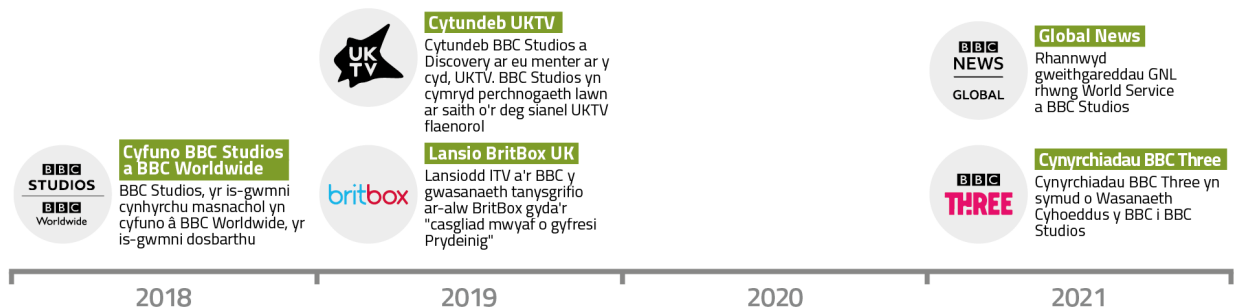 BBC
STUDIOS
BBC
Worldwide
Cyfuno BBC Studios
a BBC Worldwide
BBC Studios, yr is-gwmni
cynhyrchu masnachol yn
cyfuno â BBC Worldwide, yr
is-gwmni dosbarthu
UK
TV
Cytundeb UKTV
Cytundeb BBC Studios a
Discovery ar eu menter ar y
cyd, UKTV. BBC Studios yn
cymryd perchnogaeth lawn
ar saith o'r deg sianel UKTV
flaenorol
britbox
Lansio BritBox UK
Lansiodd ITV a'r BBC y
gwasanaeth tanysgrifio
ar-alw BritBox gyda'r
"casgliad mwyaf o gyfresi
Prydeinig"
BBC
NEWS
GLOBAL
Global News
Rhannwyd
gweithgareddau GNL
rhwng World Service
a BBC Studios
BBC
THREE
Cynyrchiadau BBC Three
Cynyrchiadau BBC Three yn
symud o Wasanaeth
Cyhoeddus y BBC i BBC
Studios
2018
2019
2020
2021